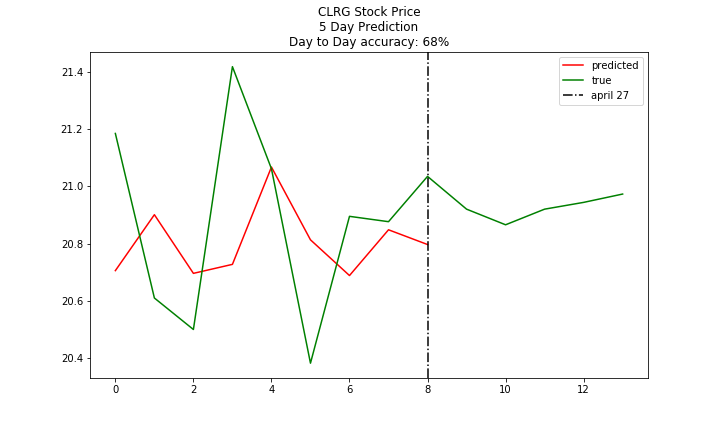 CLRG Stock Price
5 Day Prediction
Day to Day accuracy: 68%
predicted
true
april 27
21.4
21.2
21.0
20.8
20.6
20.4
0 2 4 6 8 10 12